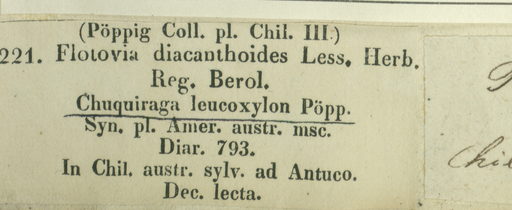 (Pöppig Coll. pl. Chil. III.)
221. Flotovia diacanthoides Less. Herb.
Reg. Berol.
Chuquiraga leucoxylon Pöpp.
Syn. pl. Amer. austr. msc.
Diar. 793.
In Chil. austr. sylv. ad Antuco.
Dec. lecta.